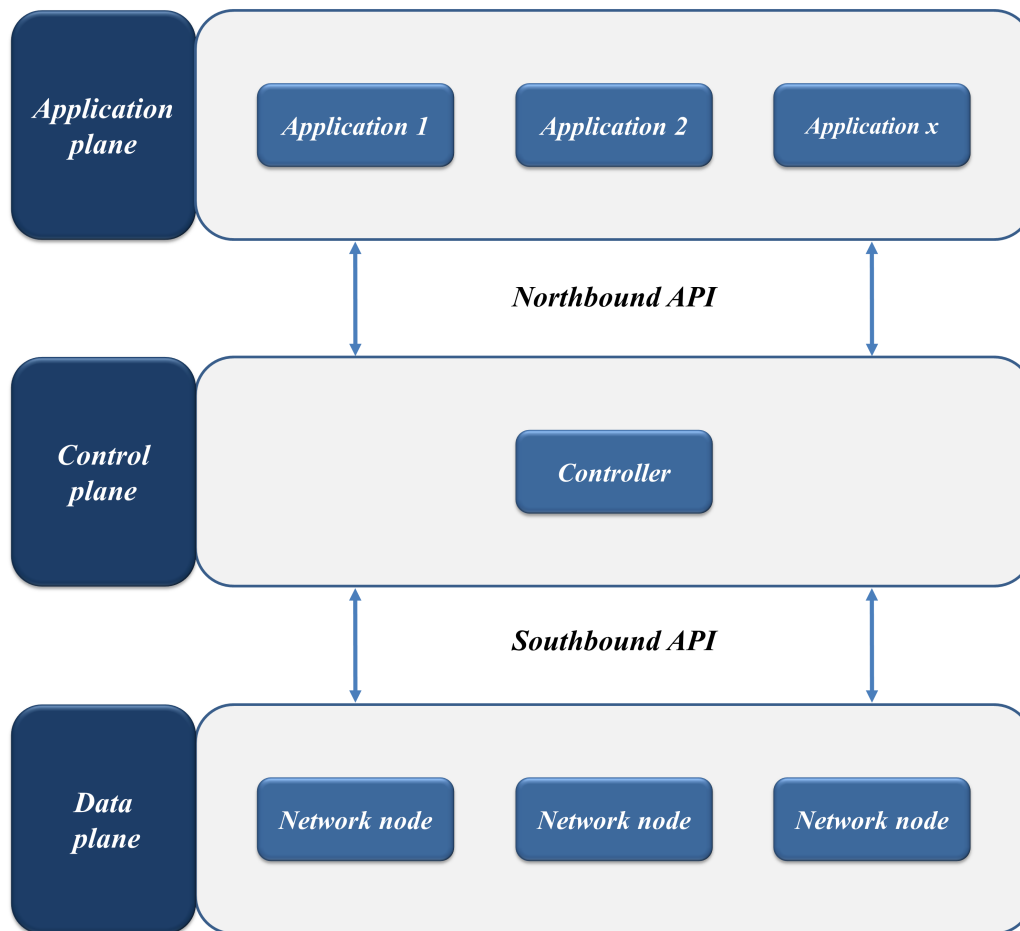 Application
plane
Application 1
Application 2
Application x
Northbound API
Control
plane
Controller
Southbound API
Data
plane
Network node
Network node
Network node